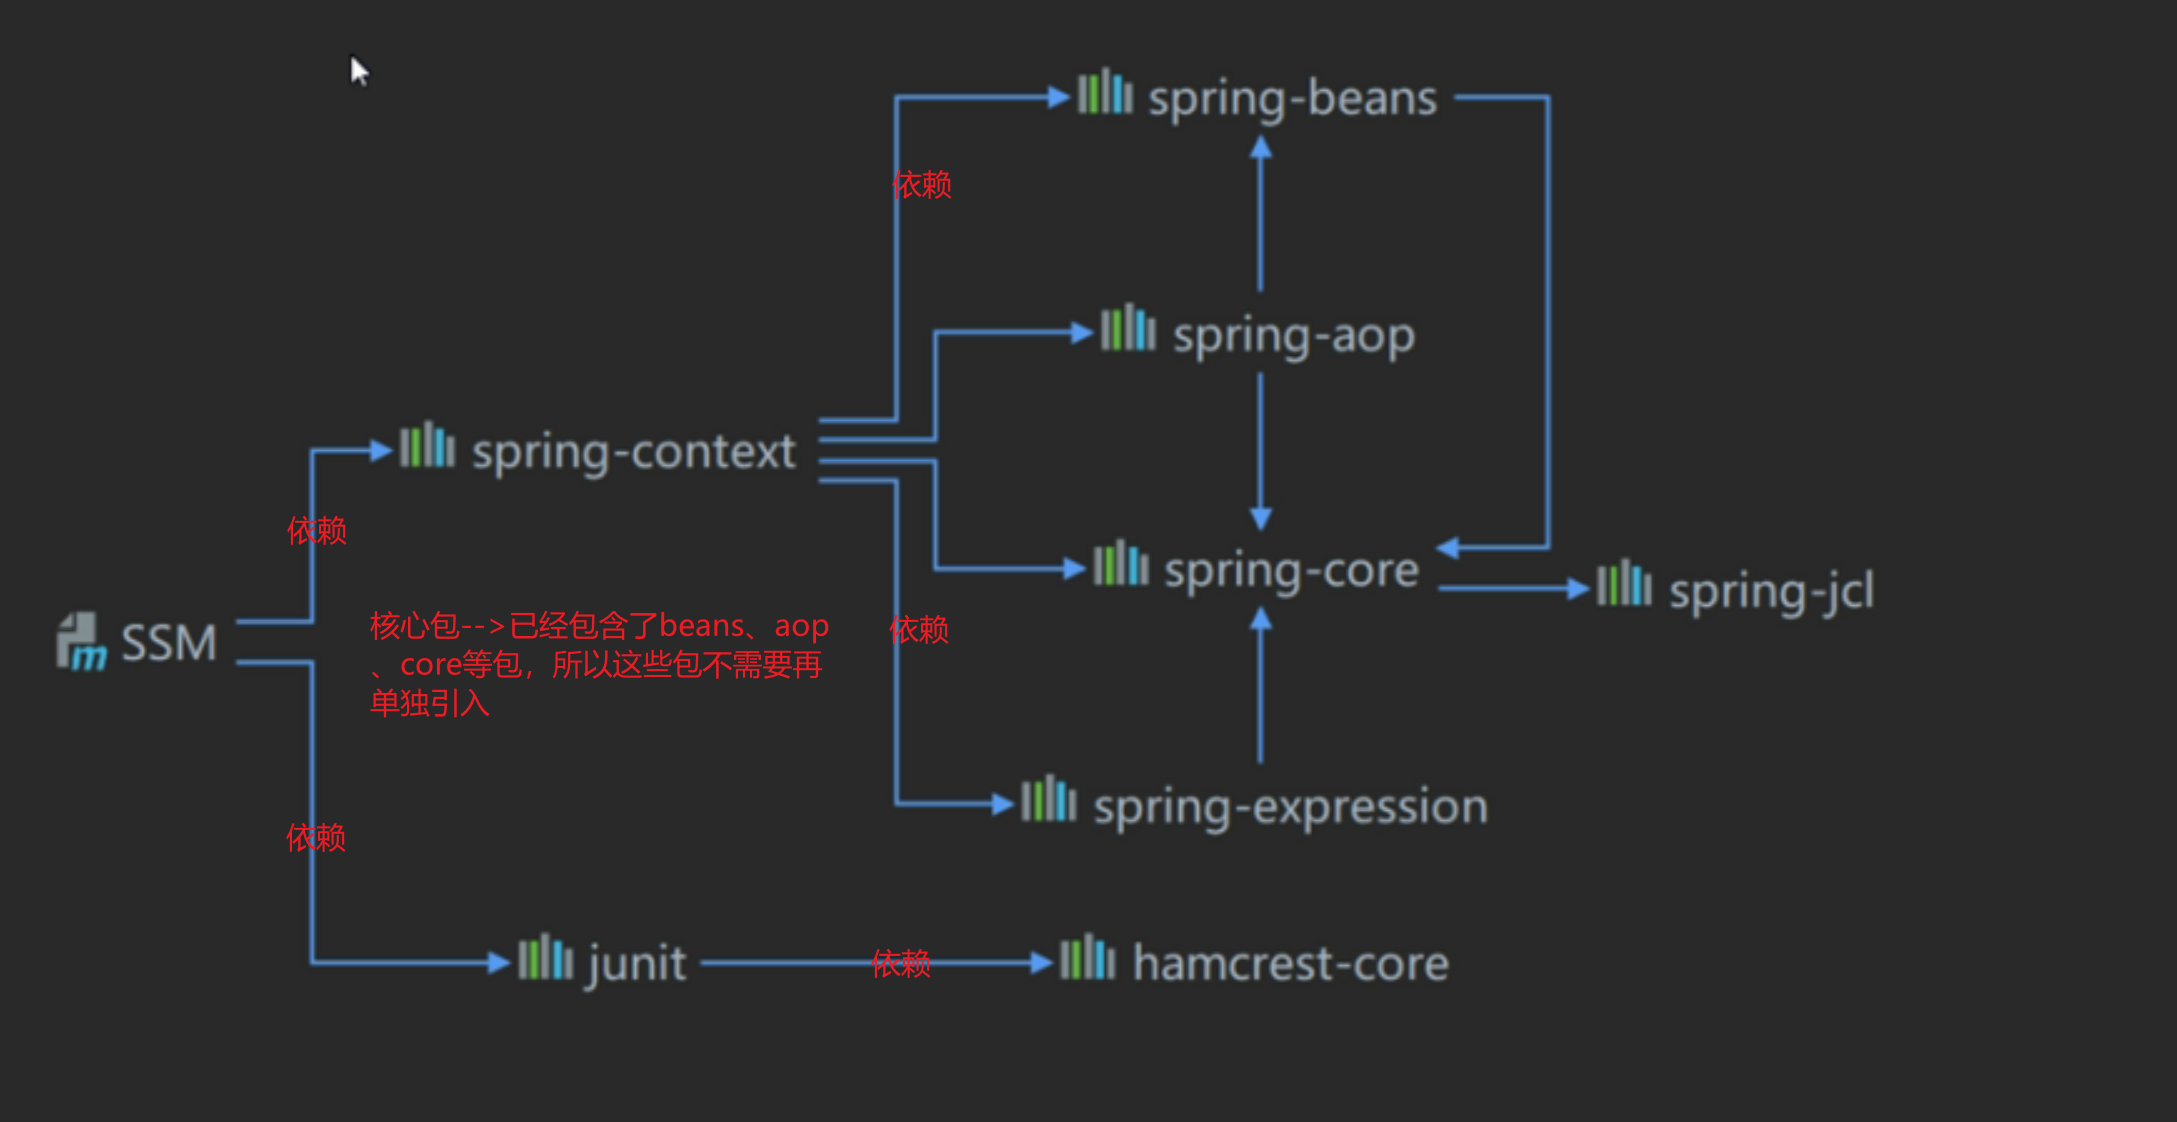 spring-beans
依赖
spring-aop
spring-context
依赖
spring-core
spring-jcl
SSM
核心包-->已经包含了beans、aop
、core等包，所以这些包不需要再
单独引入
依赖
spring-expression
依赖
junit
依赖
hamcrest-core